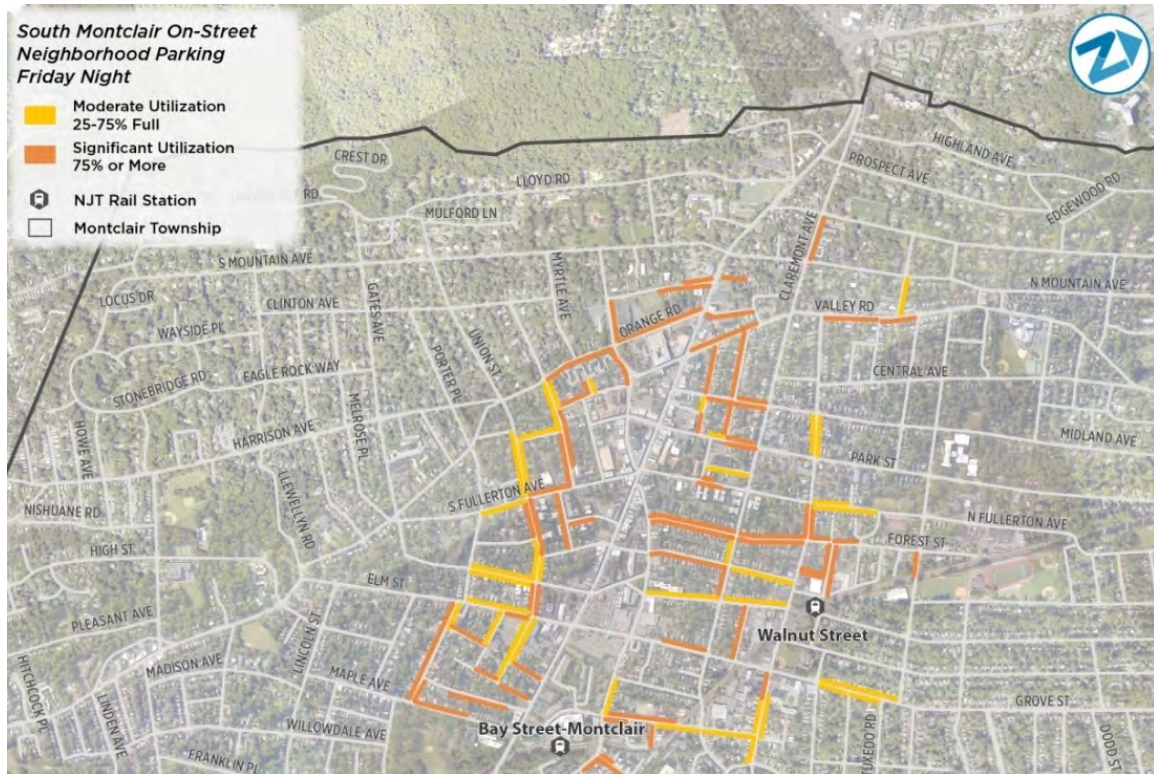 South Montclair On-Street
Neighborhood Parking
Friday Night
Moderate Utilization
25-75% Full
Significant Utilization
75% or More
NJT Rail Station
Montclair Township
CREST DR
RD
LLOYD RD
MULFORD LN
HIGHLAND AVE
PROSPECT AVE
EDGEWOOD RD
S MOUNTAIN AVE
LOCUS DR
CLINTON AVE
GATES AVE
MYRTLE AVE
CLAREMONT AVE
N MOUNTAIN AVE
WAYSIDE PL
UNION ST
ORANGE RD
VALLEY RD
PORTER PL
STONEBRIDGE RD
EAGLE ROCK WAY
CENTRAL AVE
HOWE AVE
HARRISON AVE
MELROSE PL
MIDLAND AVE
PARK ST
LLEWELLYN RD
S FULLERTON AVE
NISHUANE RD
N FULLERTON AVE
HIGH ST
FOREST ST
ELM ST
PLEASANT AVE
LINCOLN ST
Walnut Street
HITCHCOCK PL
MADISON AVE
MAPLE AVE
LINDEN AVE
WILLOWDALE AVE
Bay Street-Montclair
TUXEDO RD
GROVE ST
DODD ST
FRANKLIN PL